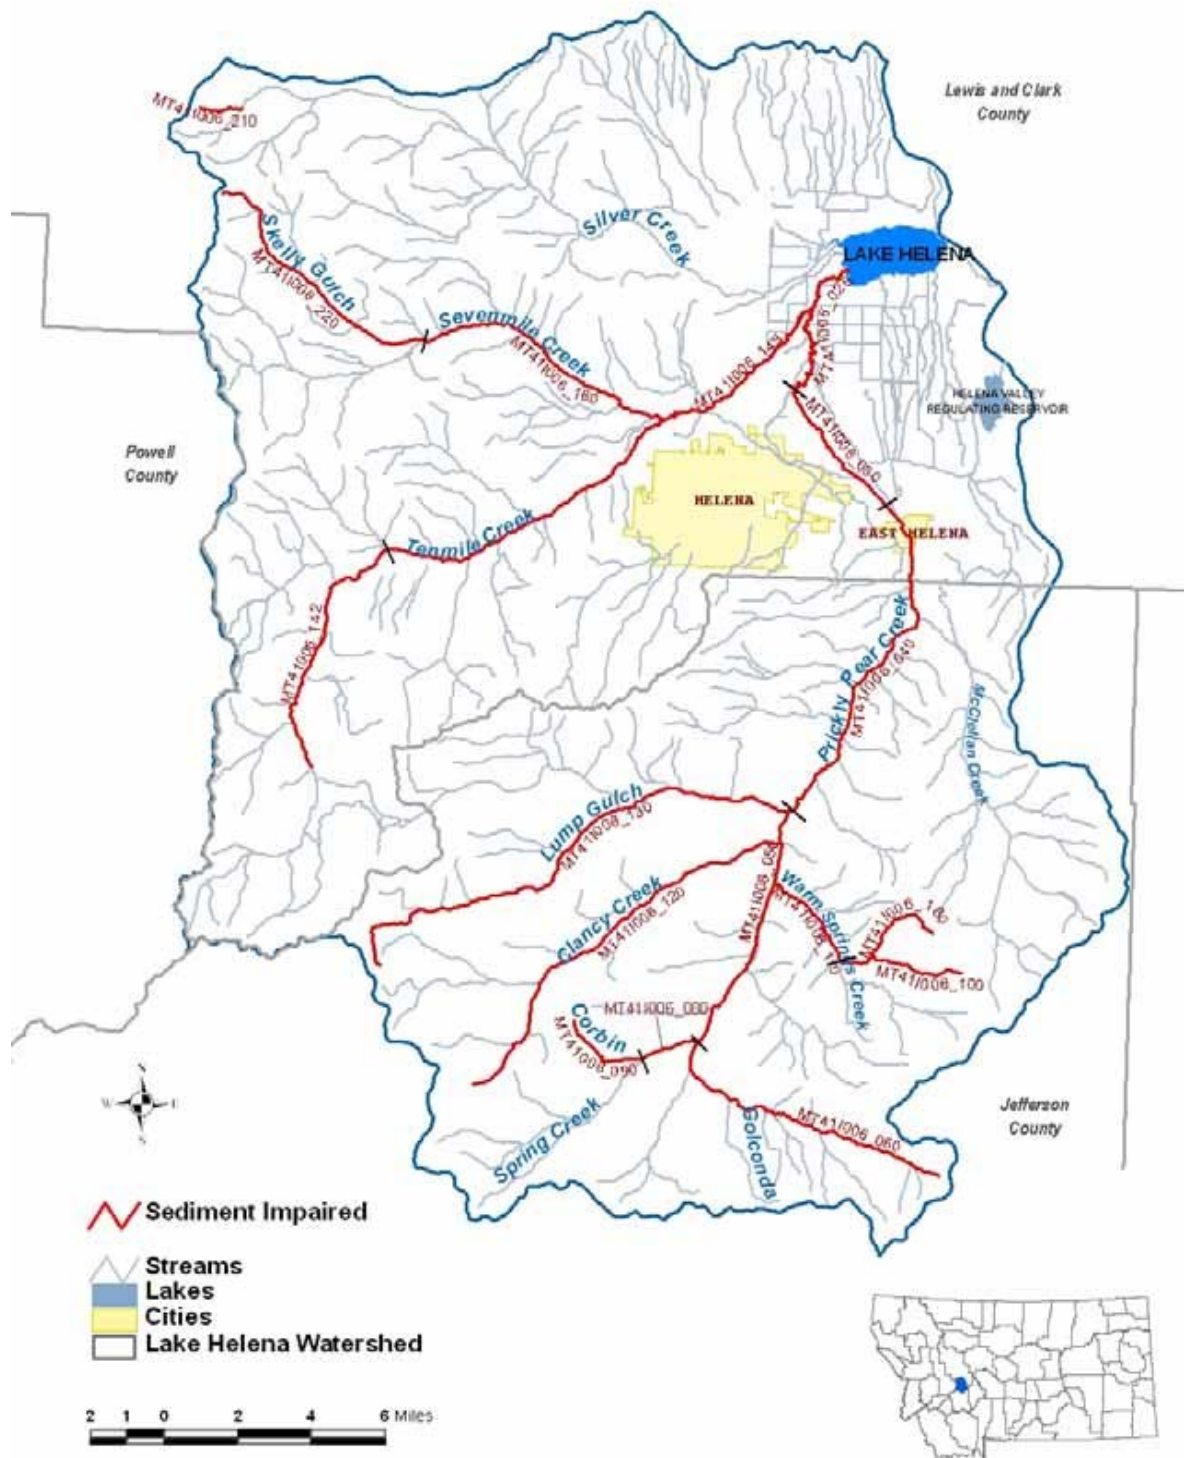 Lewis and Clark
County
MT41I006_210
Silver Creek
LAKE HELENA
Skelly Gulch
MT41I006_220
Sevenmile Creek
MT41I006_160
MT41I006_020
HELENA VALLEY
REGULATING RESERVOIR
Powell
County
HELENA
EAST HELENA
Tenmile Creek
MT41I006_142
Prickly Pear Creek
MT41I006_040
McClellan Creek
Lump Gulch
MT41I006_130
Clancy Creek
MT41I006_120
Warm Springs Creek
MT41I006_180
MT41I006_100
Corbin
MT41I006_090
Spring Creek
Golconda
MT41I006_060
Jefferson
County
N
W E
S
Sediment Impaired
Streams
Lakes
Cities
Lake Helena Watershed
2 1 0 2 4 6 Miles